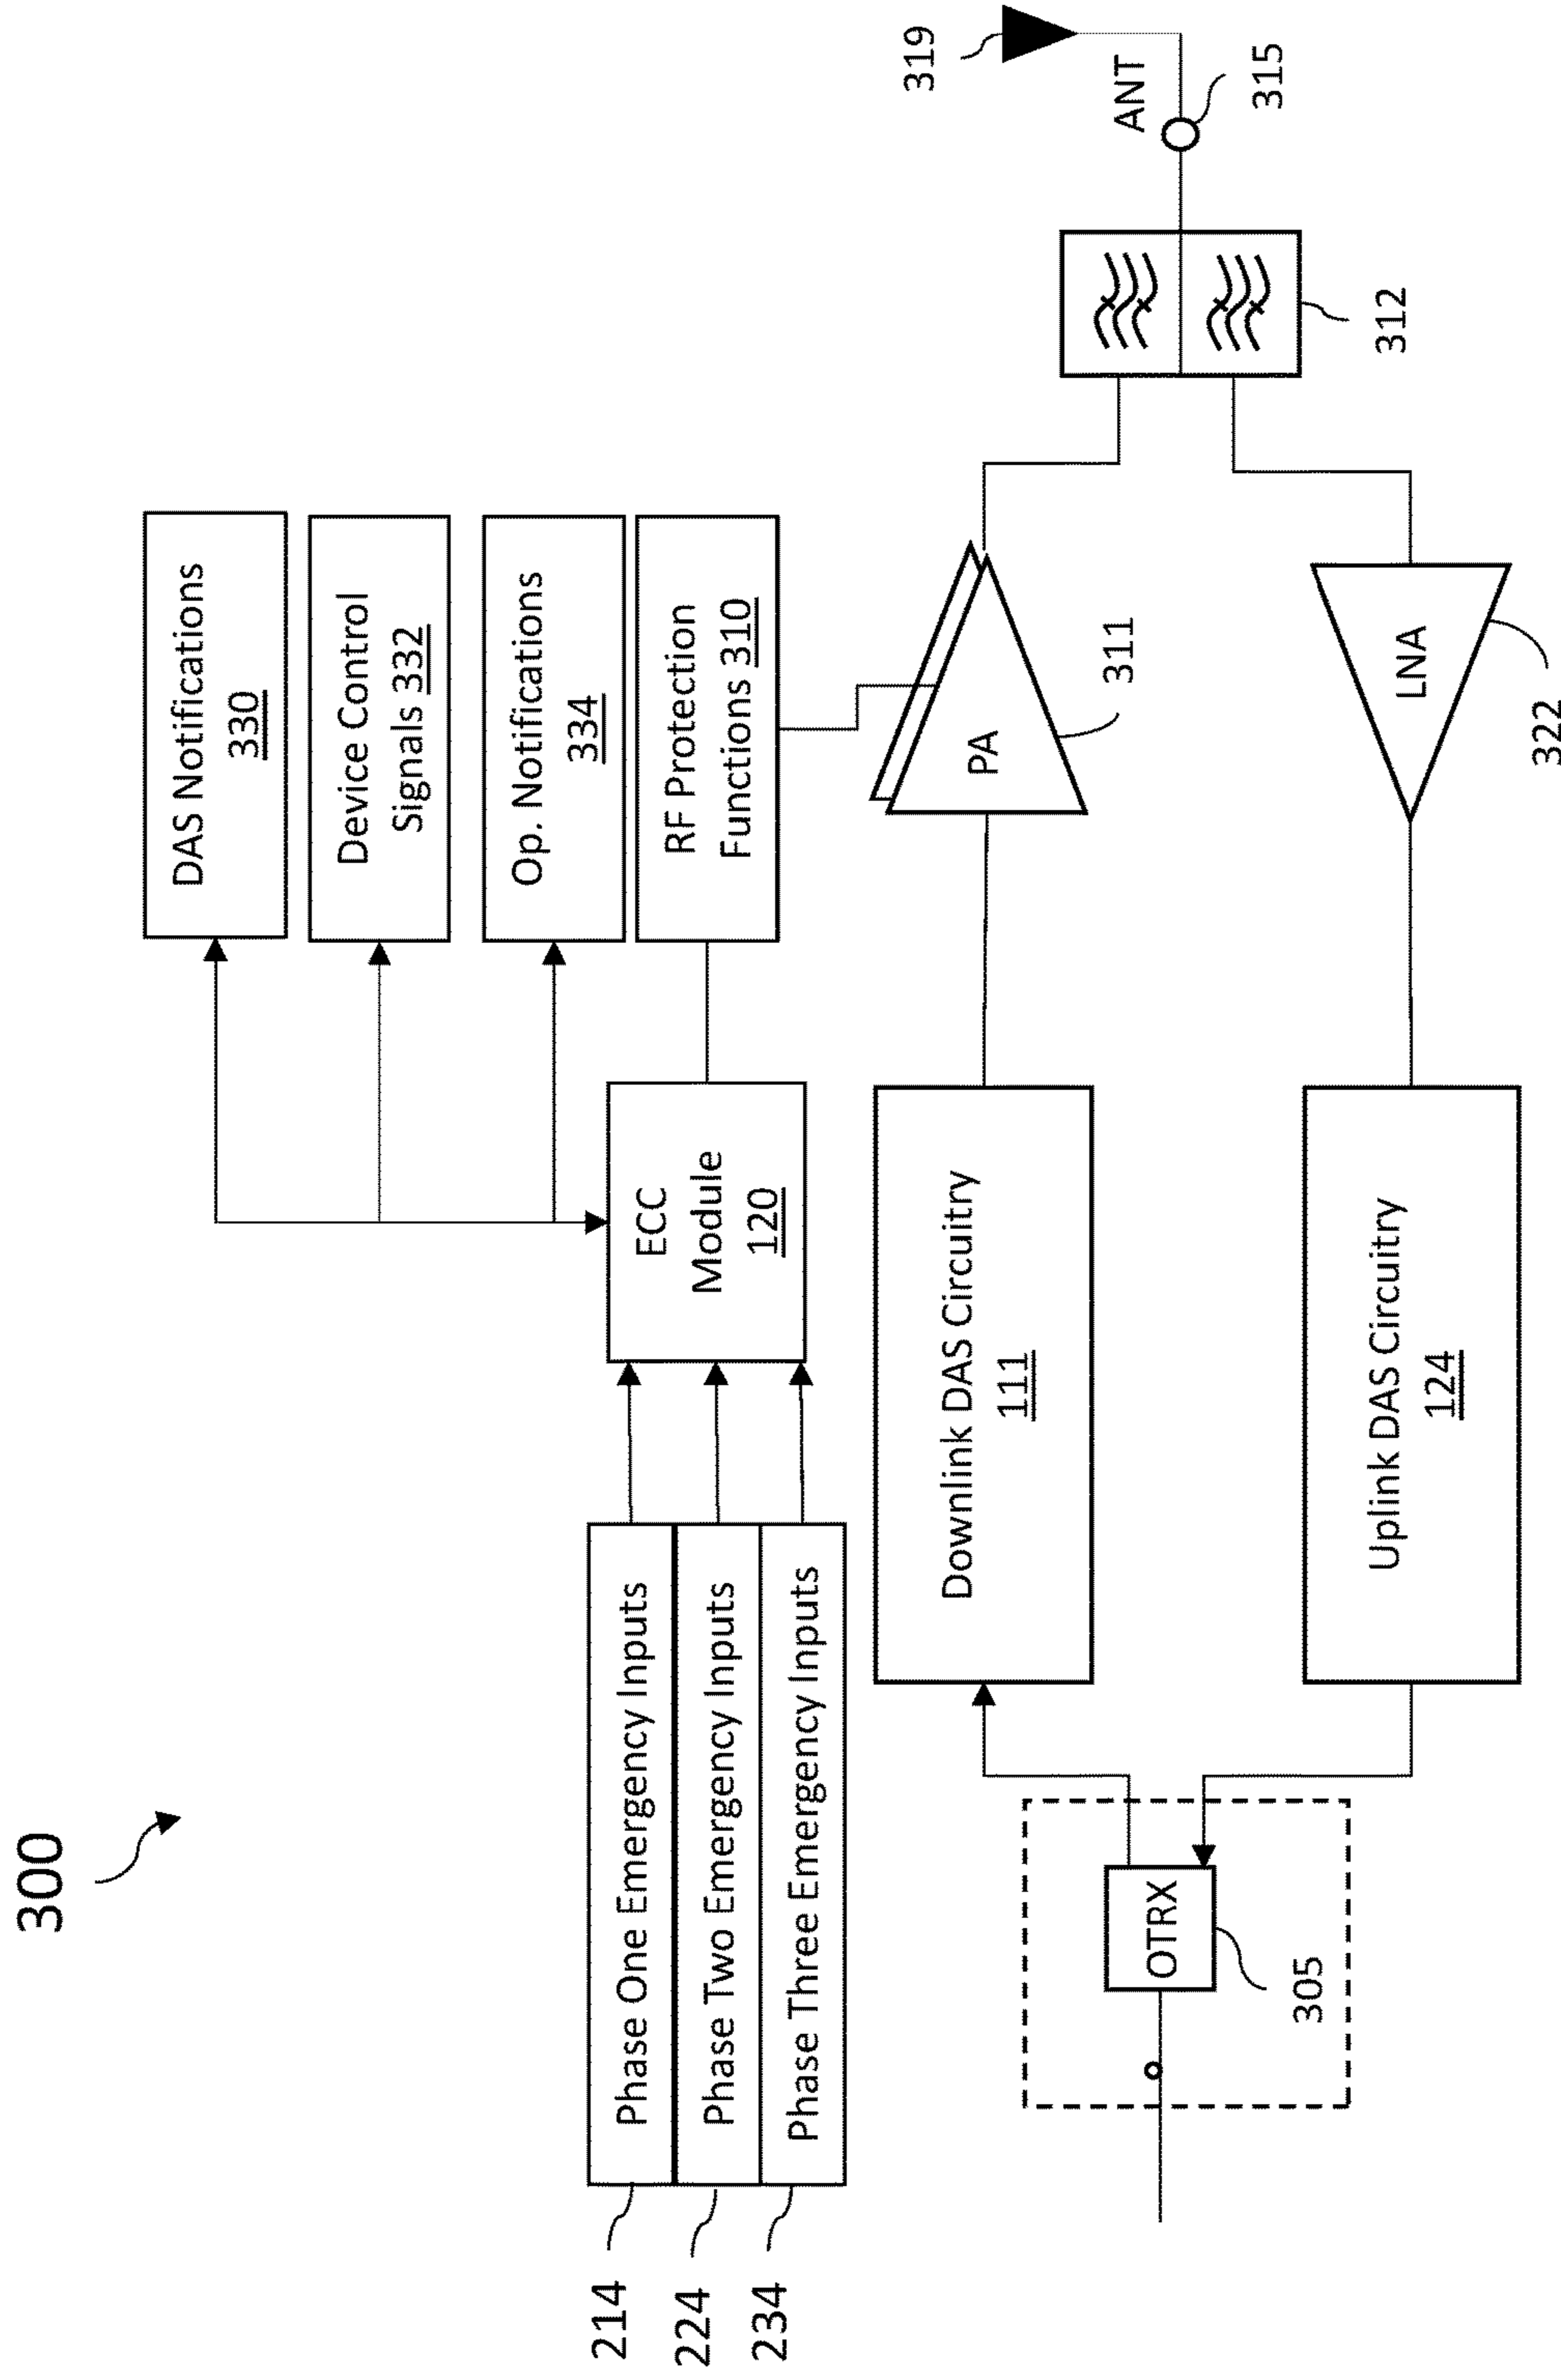 300
DAS Notifications
330
Device Control
Signals 332
Op. Notifications
334
RF Protection
Functions 310
ECC
Module
120
214
Phase One Emergency Inputs
224
Phase Two Emergency Inputs
234
Phase Three Emergency Inputs
Downlink DAS Circuitry
111
PA
311
319
ANT
315
312
OTRX
305
Uplink DAS Circuitry
124
LNA
322